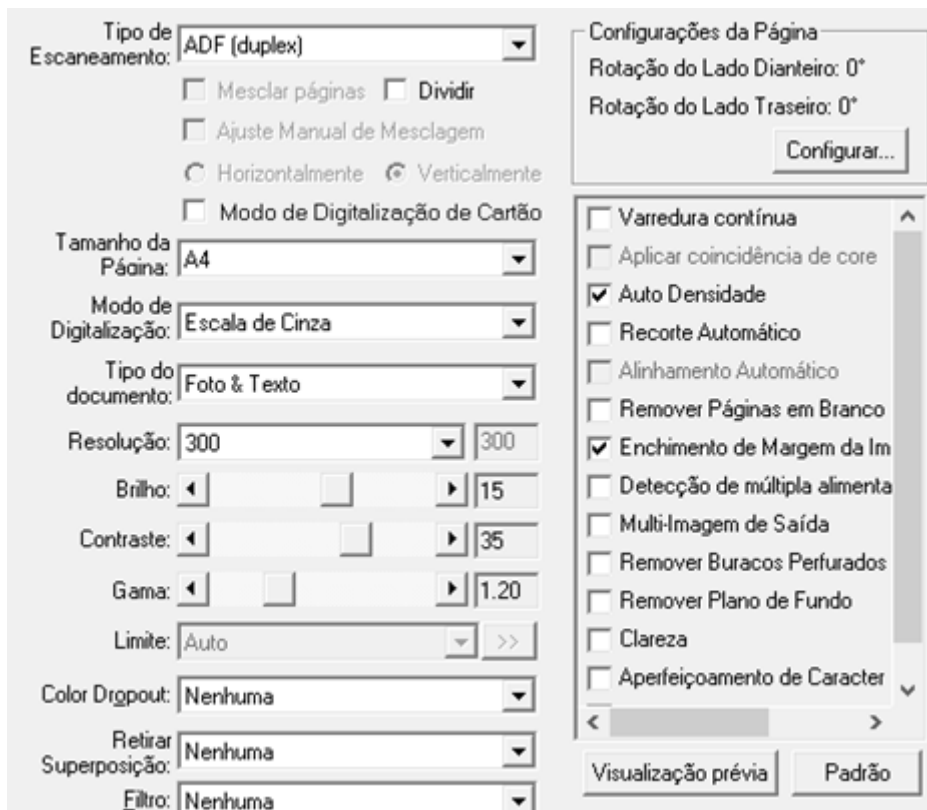 Tipo de
Escaneamento: ADF (duplex)
Mesclar páginas Dividir
Ajuste Manual de Mesclagem
Horizontalmente Verticalmente
Modo de Digitalização de Cartão
Tamanho da
Página: A4
Modo de
Digitalização: Escala de Cinza
Tipo do
documento: Foto & Texto
Resolução: 300 300
Brilho: 15
Contraste: 35
Gama: 1.20
Limite: Auto >>
Color Dropout: Nenhuma
Retirar
Superposição: Nenhuma
Filtro: Nenhuma
Configurações da Página
Rotação do Lado Dianteiro: 0°
Rotação do Lado Traseiro: 0°
Configurar...
Varredura contínua
Aplicar coincidência de core
Auto Densidade
Recorte Automático
Alinhamento Automático
Remover Páginas em Branco
Enchimento de Margem da Im
Detecção de múltipla alimenta
Multi-Imagem de Saída
Remover Buracos Perfurados
Remover Plano de Fundo
Clareza
Aperfeiçoamento de Caracter
Visualização prévia Padrão